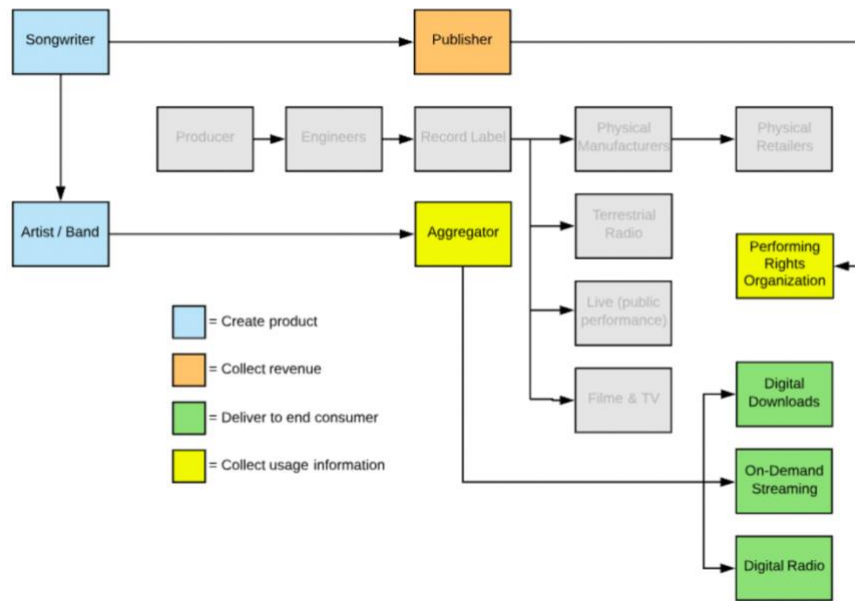 Songwriter
Publisher
Producer
Engineers
Record Label
Physical
Manufacturers
Physical
Retailers
Artist / Band
Aggregator
Terrestrial
Radio
Performing
Rights
Organization
Live (public
performance)
= Create product
= Collect revenue
Filme & TV
Digital
Downloads
= Deliver to end consumer
= Collect usage information
On-Demand
Streaming
Digital Radio